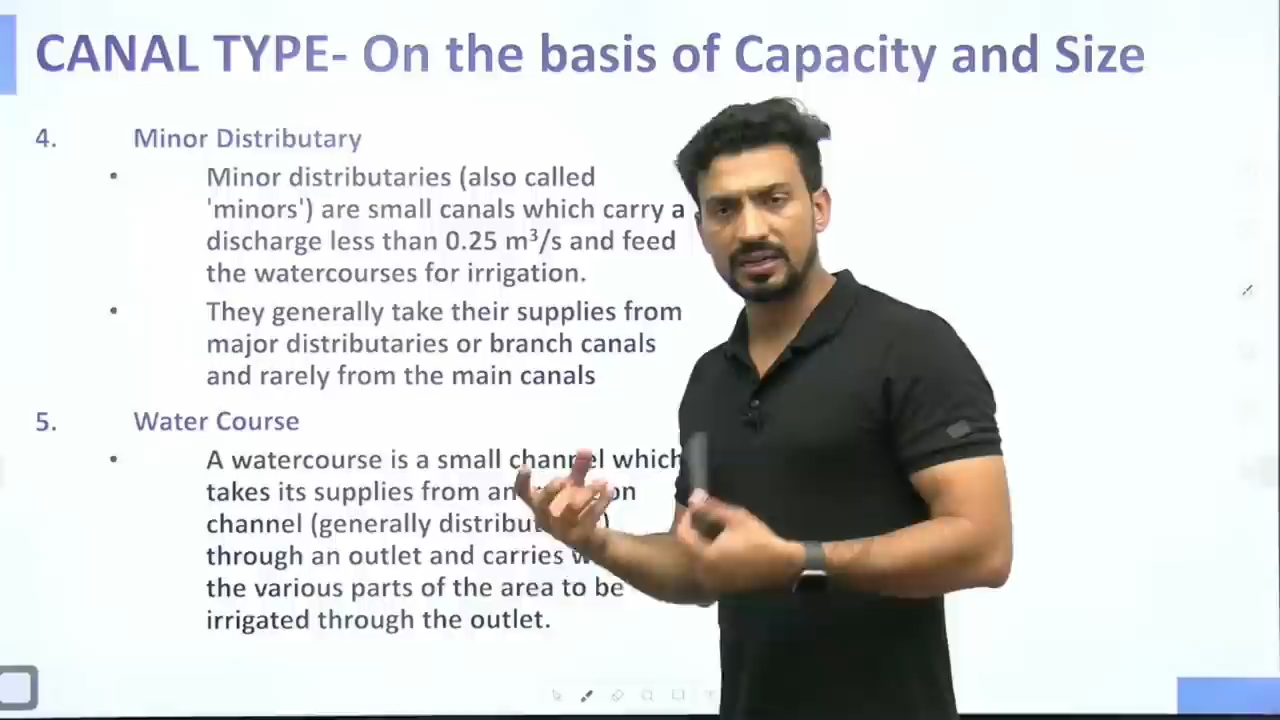 CANAL TYPE- On the basis of Capacity and Size
4. Minor Distributary
• Minor distributaries (also called
'minors') are small canals which carry a
discharge less than 0.25 m³/s and feed
the watercourses for irrigation.
• They generally take their supplies from
major distributaries or branch canals
and rarely from the main canals
5. Water Course
• A watercourse is a small channel which
takes its supplies from an
channel (generally
through an outlet and carries
the various parts of the area to be
irrigated through the outlet.